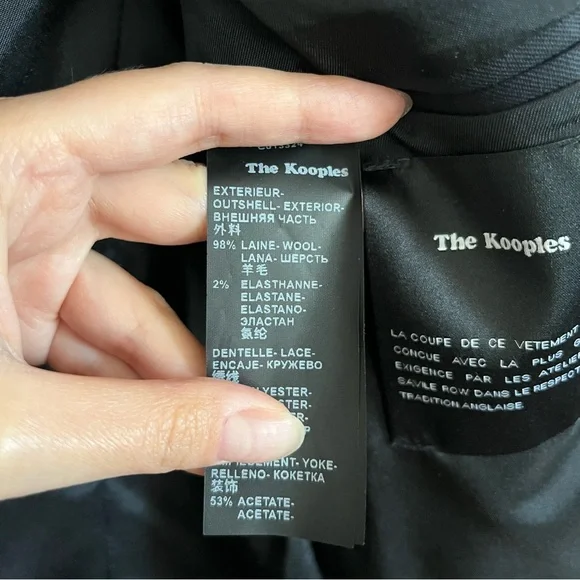 The Kooples
EXTERIEUR-
OUTSHELL- EXTERIOR-
ВНЕШНЯЯ ЧАСТЬ
外料
98% LAINE- WOOL-
LANA- ШЕРСТЬ
羊毛
2% ELASTHANNE-
ELASTANE-
ELASTANO-
ЭЛАСТАН
氨纶
DENTELLE- LACE-
ENCAJE- КРУЖЕВО
YOKE-
RELLENO- КОКЕТКА
装饰
53% ACETATE-
ACETATE-
The Kooples
LA COUPE DE CE VETEMENT
CONCUE AVEC LA PLUS
EXIGENCE PAR LES
SAVILE ROW DANS LE RESPECT
TRADITION ANGLAISE.